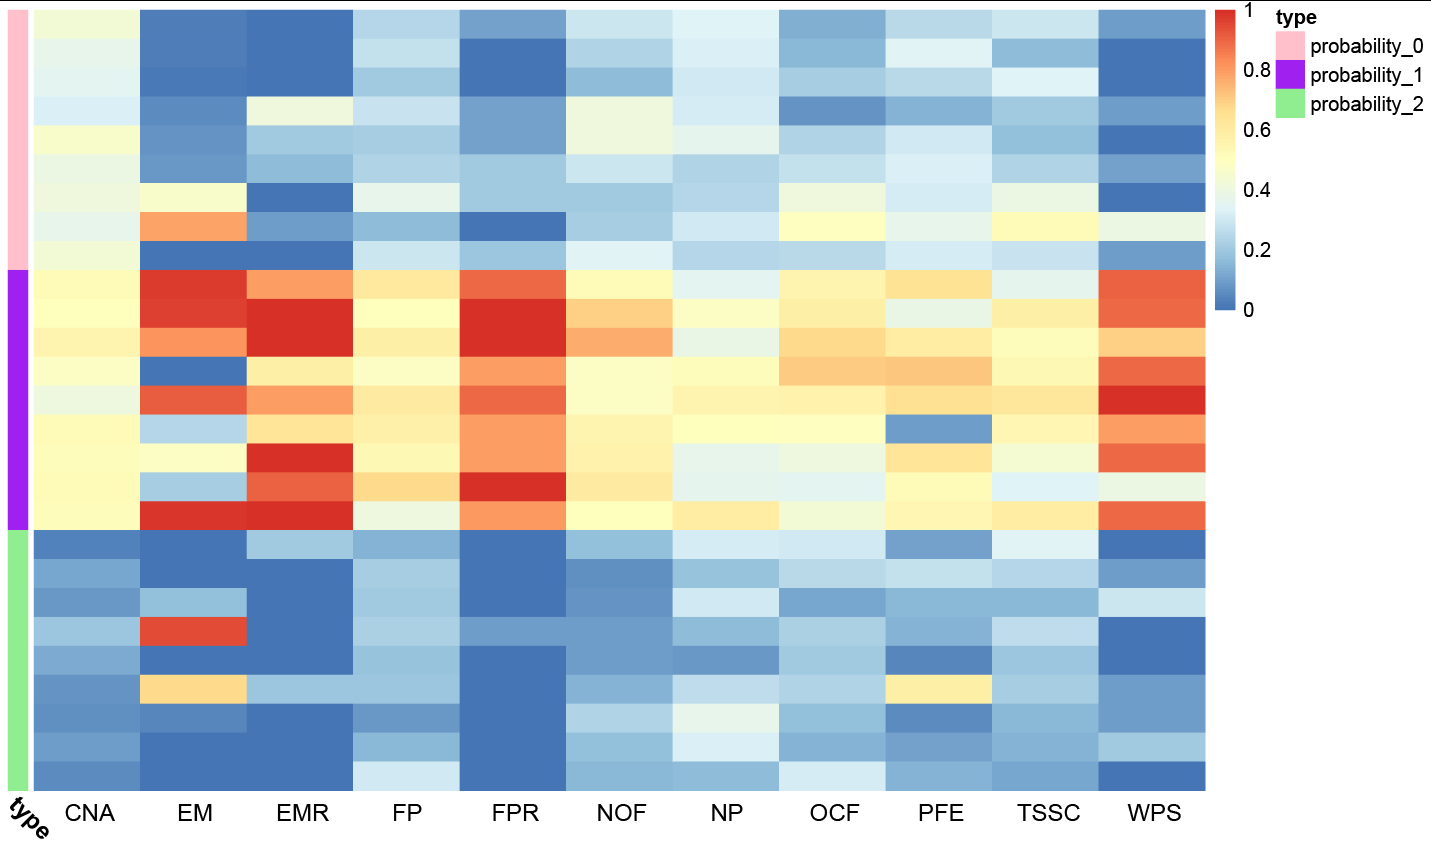 1
0.8
0.6
0.4
0.2
0
type
probability_0
probability_1
probability_2
type
CNA EM EMR FP FPR NOF NP OCF PFE TSSC WPS